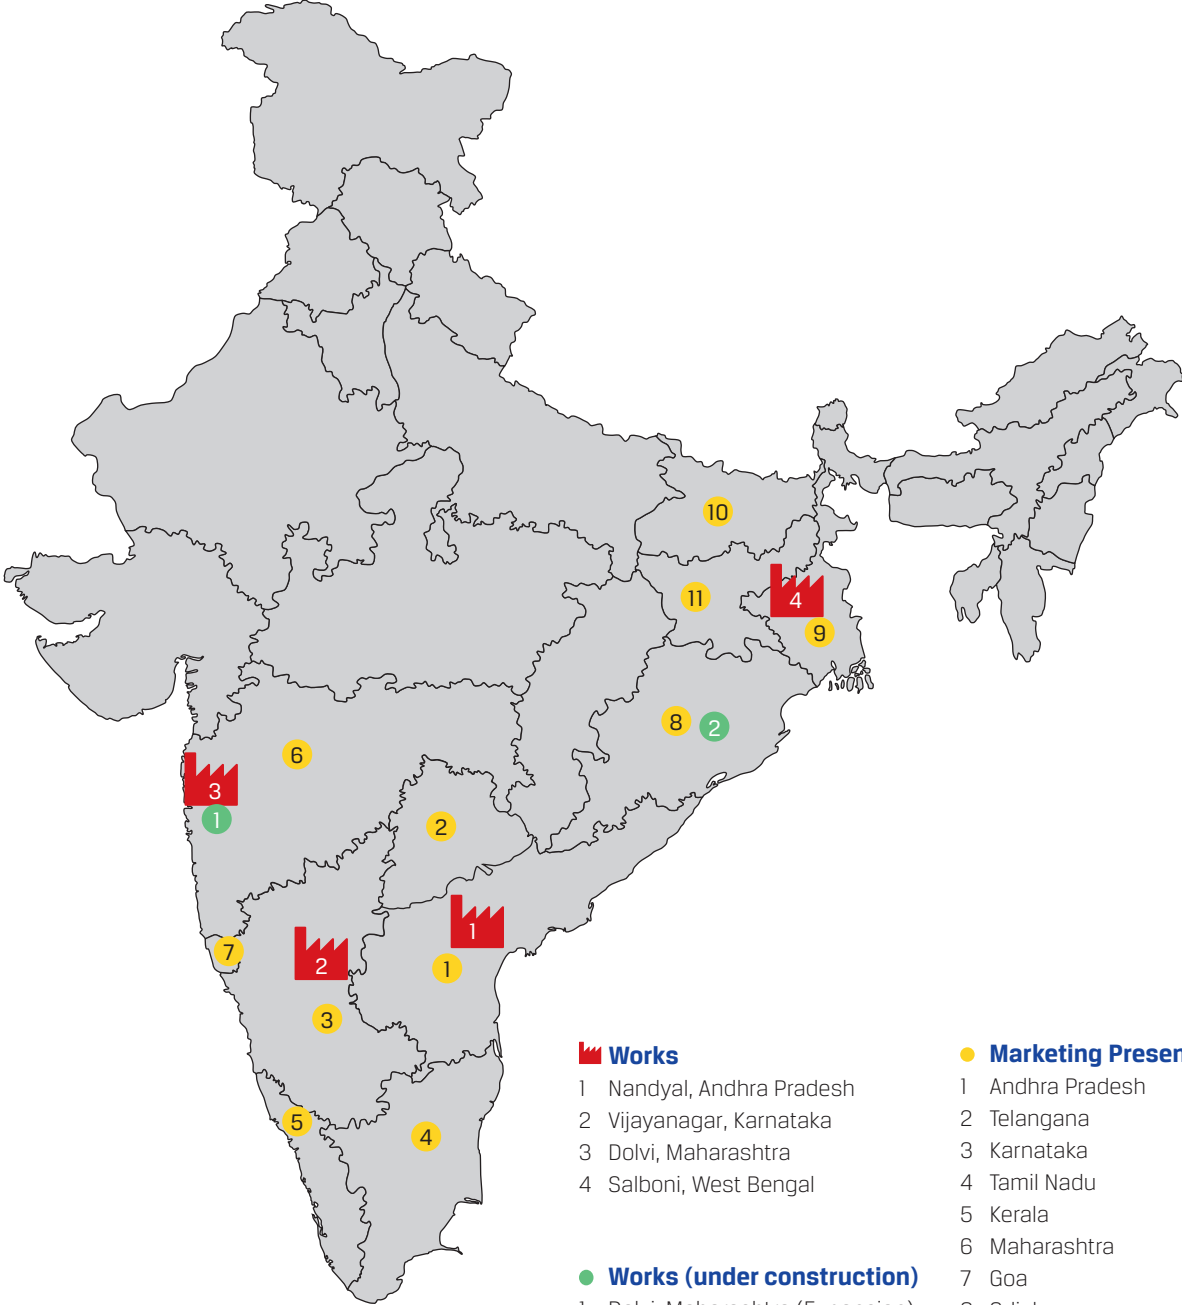 10
11
4
9
8
2
6
3
1
2
1
7
2
1
3
5
4
Works
1 Nandyal, Andhra Pradesh
2 Vijayanagar, Karnataka
3 Dolvi, Maharashtra
4 Salboni, West Bengal
Works (under construction)
Marketing Presen
1 Andhra Pradesh
2 Telangana
3 Karnataka
4 Tamil Nadu
5 Kerala
6 Maharashtra
7 Goa